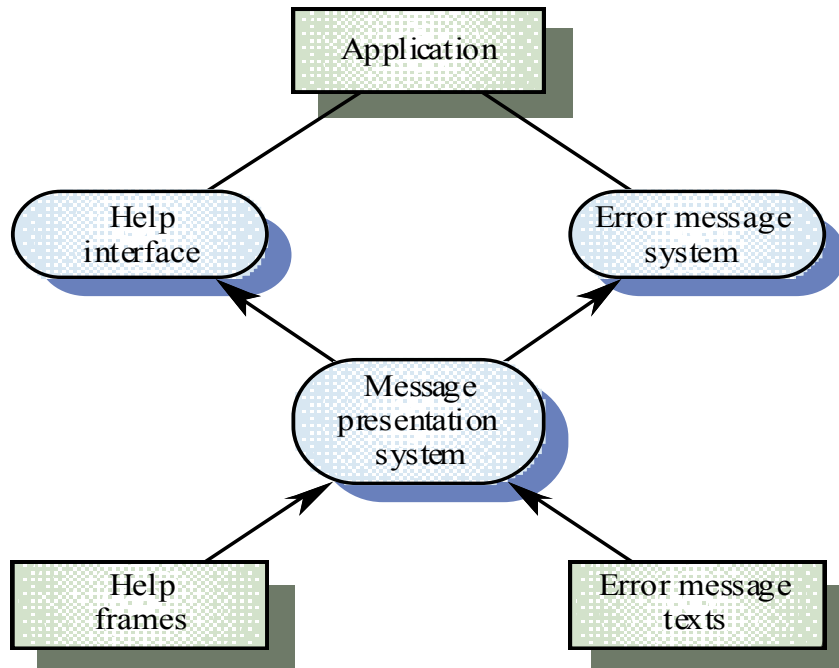 Application
Help
interface
Error message
system
Message
presentation
system
Help
frames
Error message
texts